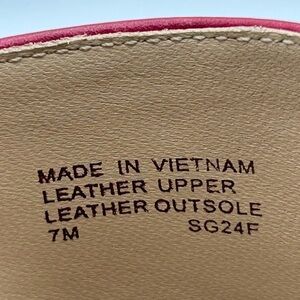 MADE IN VIETNAM
LEATHER UPPER
LEATHER OUTSOLE
7M SG24F